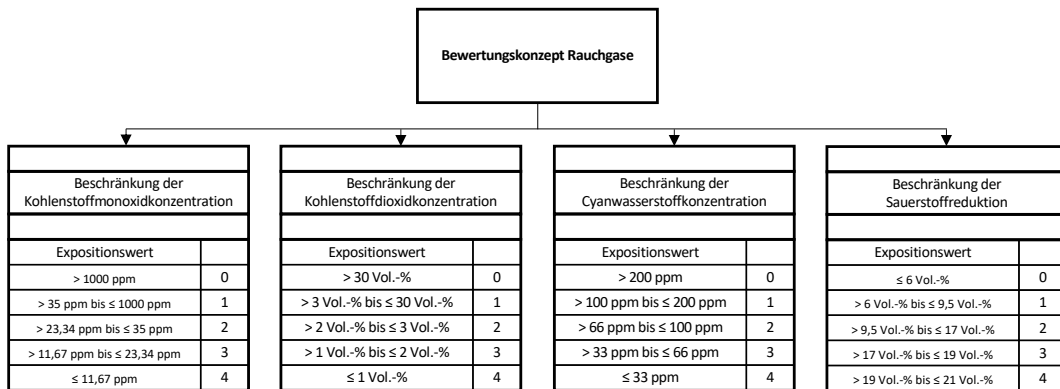 Bewertungskonzept Rauchgase
Beschränkung der
Kohlenstoffmonoxidkonzentration
Expositionswert
> 1000 ppm 0
> 35 ppm bis ≤ 1000 ppm 1
> 23,34 ppm bis ≤ 35 ppm 2
> 11,67 ppm bis ≤ 23,34 ppm 3
≤ 11,67 ppm 4
Beschränkung der
Kohlenstoffdioxidkonzentration
Expositionswert
> 30 Vol.-% 0
> 3 Vol.-% bis ≤ 30 Vol.-% 1
> 2 Vol.-% bis ≤ 3 Vol.-% 2
> 1 Vol.-% bis ≤ 2 Vol.-% 3
≤ 1 Vol.-% 4
Beschränkung der
Cyanwasserstoffkonzentration
Expositionswert
> 200 ppm 0
> 100 ppm bis ≤ 200 ppm 1
> 66 ppm bis ≤ 100 ppm 2
> 33 ppm bis ≤ 66 ppm 3
≤ 33 ppm 4
Beschränkung der
Sauerstoffreduktion
Expositionswert
≤ 6 Vol.-% 0
> 6 Vol.-% bis ≤ 9,5 Vol.-% 1
> 9,5 Vol.-% bis ≤ 17 Vol.-% 2
> 17 Vol.-% bis ≤ 19 Vol.-% 3
> 19 Vol.-% bis ≤ 21 Vol.-% 4